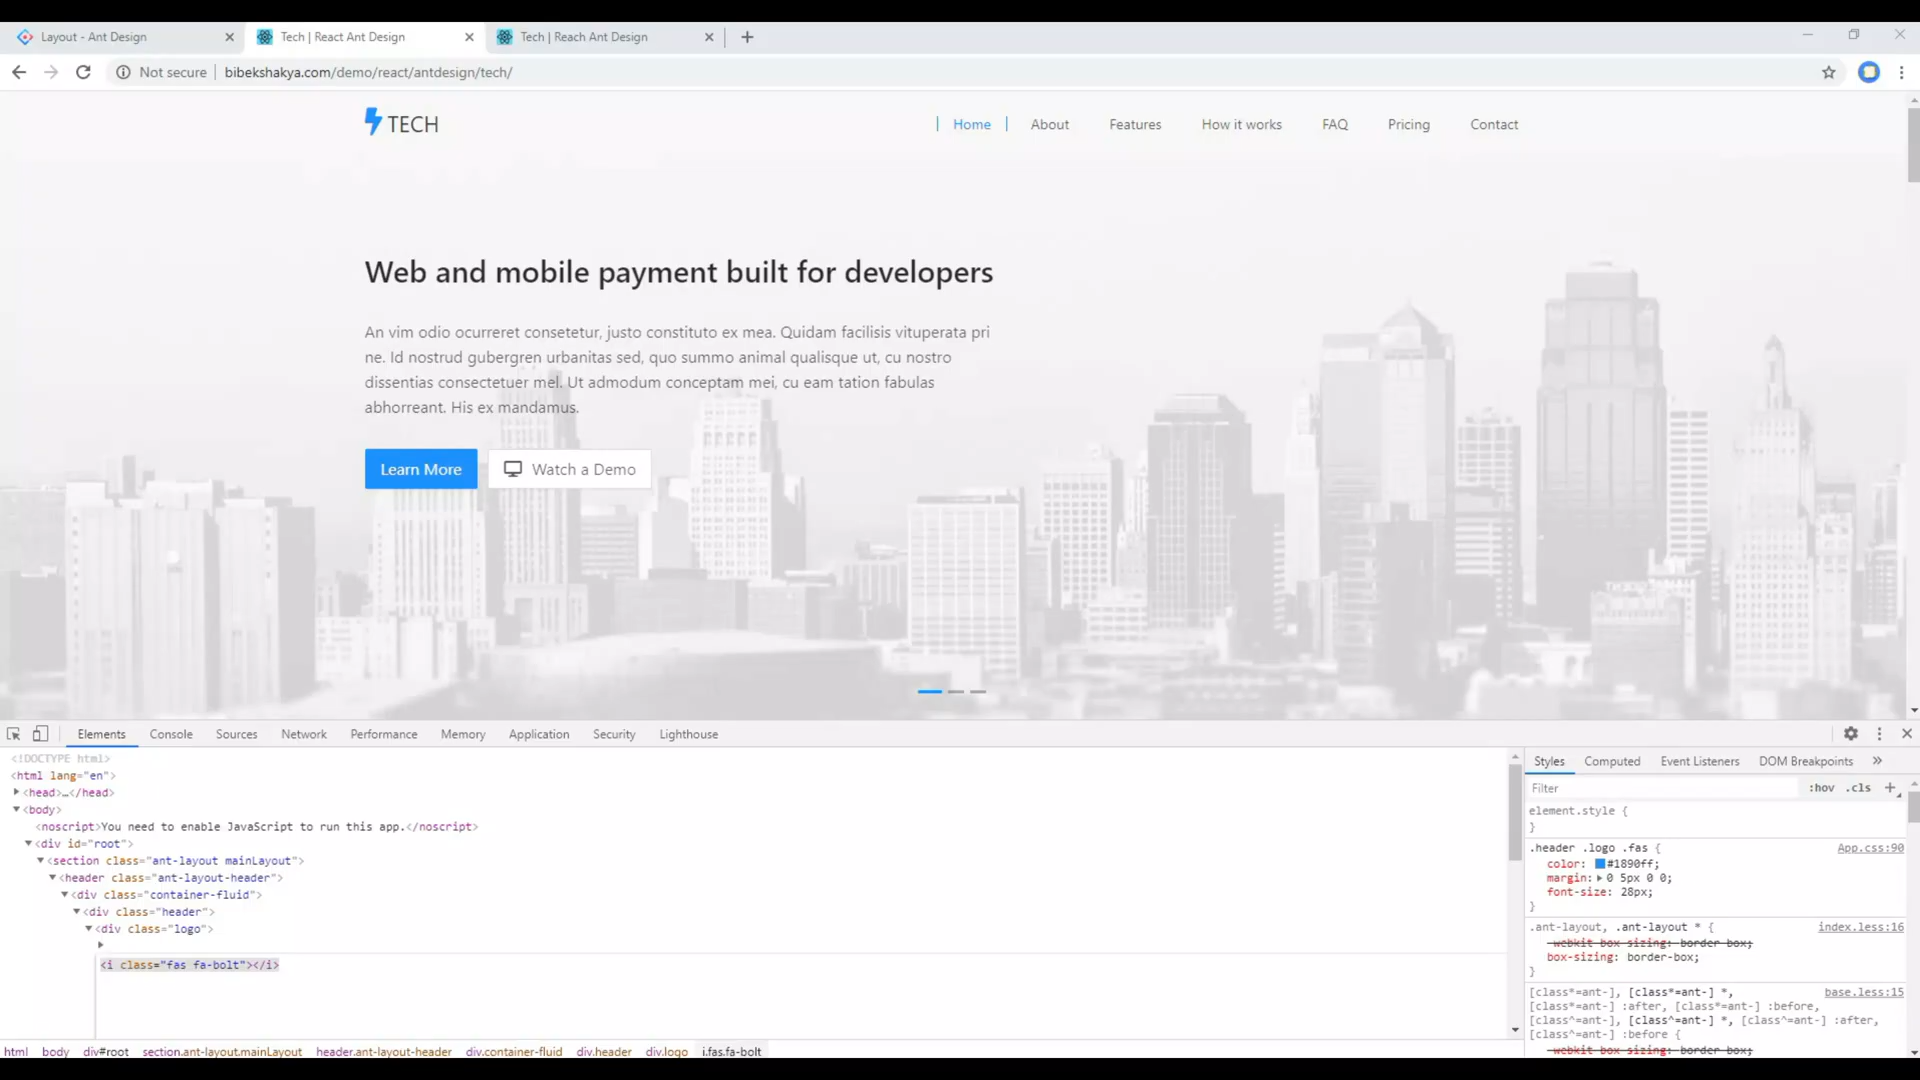 Layout - Ant Design
Tech | React Ant Design
Tech | Reach Ant Design
Not secure
bibekshakya.com/demo/react/antdesign/tech/
TECH
Home
About
Features
How it works
FAQ
Pricing
Contact
Web and mobile payment built for developers
An vim odio ocurreret consetetur, justo constituto ex mea. Quidam facilisis vituperata pri
ne. Id nostrud gubergren urbanitas sed, quo summo animal qualisque ut, cu nostro
dissentias consectetuer mel. Ut admodum conceptam mei, cu eam tation fabulas
abhorreant. His ex mandamus.
Learn More
Watch a Demo
Elements
Console
Sources
Network
Performance
Memory
Application
Security
Lighthouse
<!DOCTYPE html>
<html lang="en">
<head>…</head>
<body>
<noscript>You need to enable JavaScript to run this app.</noscript>
<div id="root">
<section class="ant-layout mainLayout">
<header class="ant-layout-header">
<div class="container-fluid">
<div class="header">
<div class="logo">
<i class="fas fa-bolt"></i>
html body div#root section.ant-layout.mainLayout header.ant-layout-header div.container-fluid div.header div.logo i.fas.fa-bolt
Styles
Computed
Event Listeners
DOM Breakpoints
Filter
:hov
.cls
element.style {
}
.header .logo .fas {
App.css:90
color: #1890ff;
margin: 0 5px 0 0;
font-size: 28px;
}
.ant-layout, .ant-layout * {
index.less:16
-webkit-box-sizing: border-box;
box-sizing: border-box;
}
[class*=ant-], [class*=ant-] *,
base.less:15
[class*=ant-] :after, [class*=ant-] :before,
[class^=ant-], [class^=ant-] *, [class^=ant-] :after,
[class^=ant-] :before {
-webkit-box-sizing: border-box;